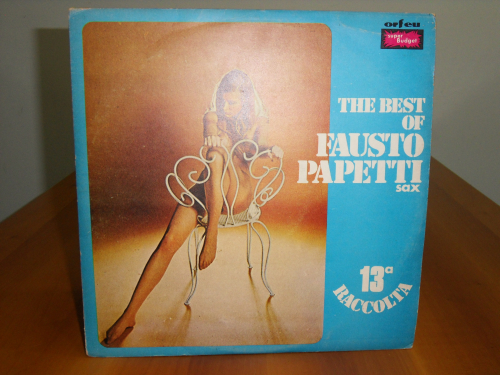 orfeu
super
Budget
THE BEST
OF
FAUSTO
PAPETTI
sax
13ª
RACCOLTA